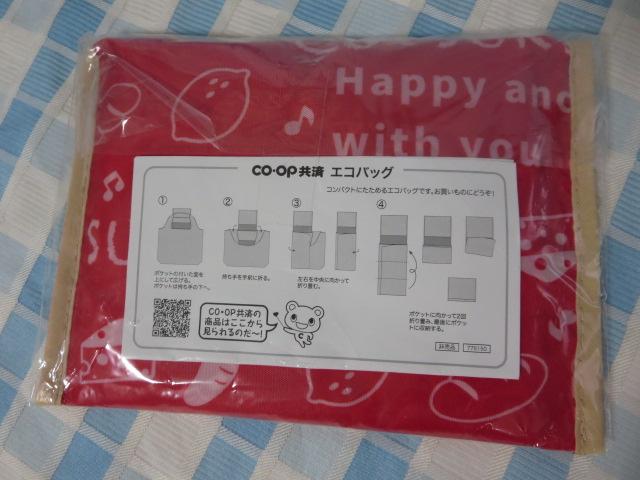 Happy and
with you
SU
CO・OP共済 エコバッグ
コンパクトにたためるエコバッグです。お買いものにどうぞ!
①
②
③
④
ポケットの付いた面を
上にして広げる。
ポケットは持ち手の下へ。
持ち手を手前に折る。
左右を中央に向かって
折り畳む。
ポケットに向かって2回
折り畳み、最後にポケッ
トに収納する。
CO・OP共済の
商品はここから
見られるのだ〜!
非売品
775150